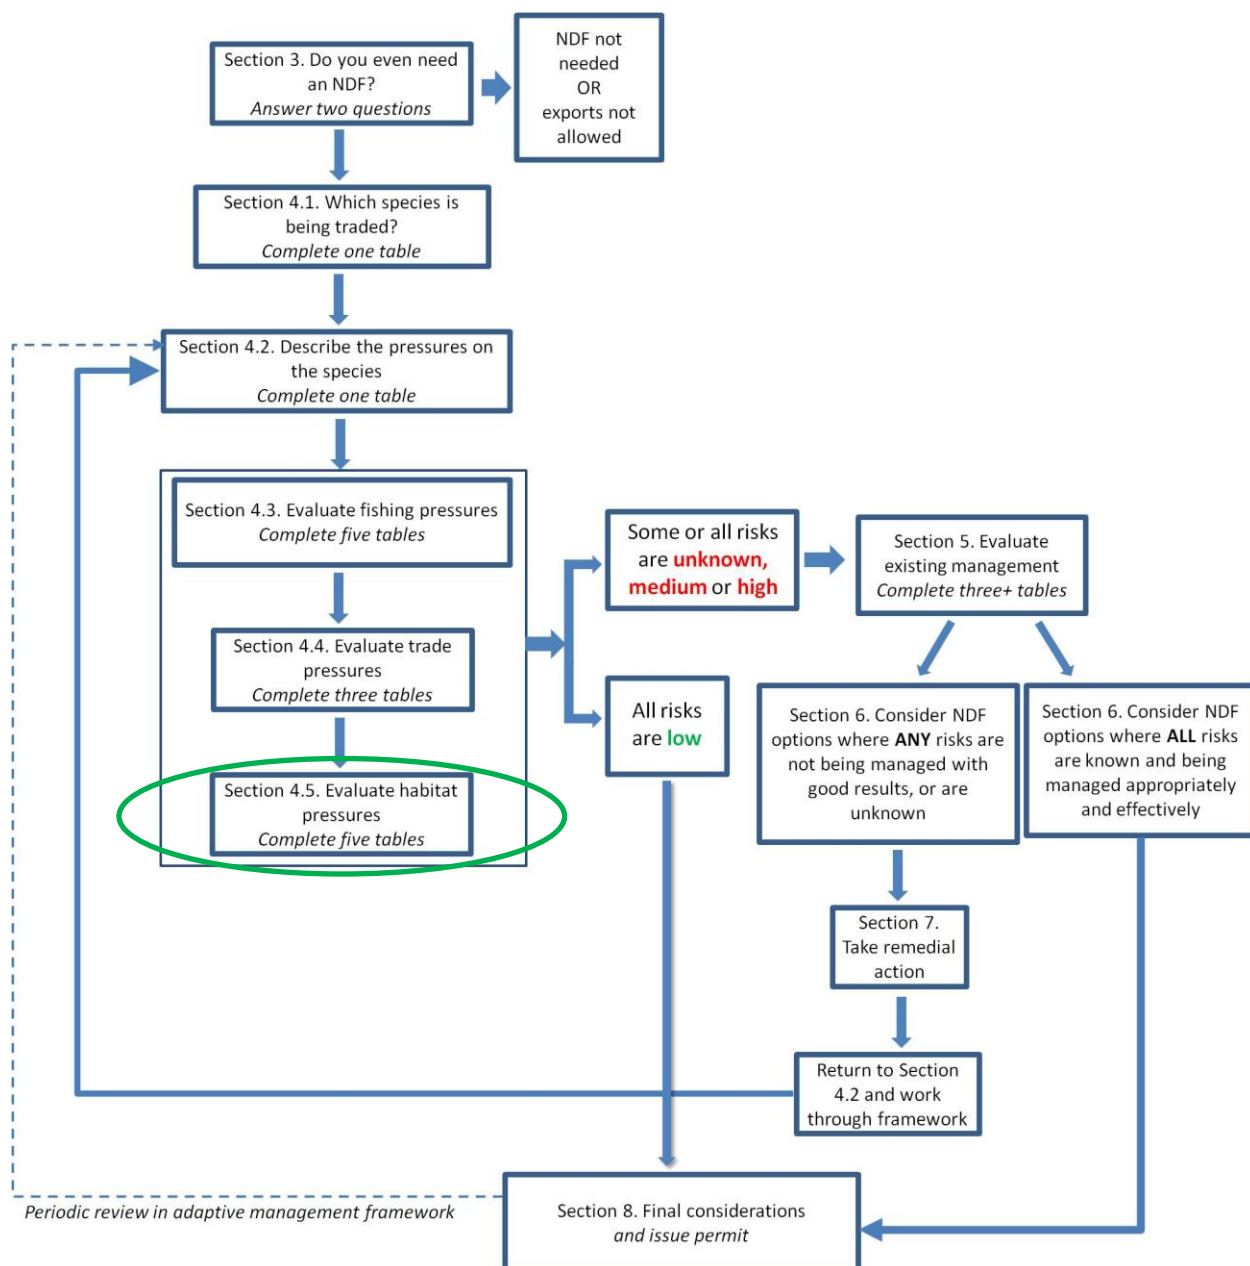 Section 3. Do you even need
an NDF?
Answer two questions
NDF not
needed
OR
exports not
allowed
Section 4.1. Which species is
being traded?
Complete one table
Section 4.2. Describe the pressures on
the species
Complete one table
Section 4.3. Evaluate fishing pressures
Complete five tables
Section 4.4. Evaluate trade
pressures
Complete three tables
Section 4.5. Evaluate habitat
pressures
Complete five tables
Some or all risks
are unknown,
medium or high
All risks
are low
Section 5. Evaluate
existing management
Complete three+ tables
Section 6. Consider NDF
options where ANY risks are
not being managed with
good results, or are
unknown
Section 6. Consider NDF
options where ALL risks
are known and being
managed appropriately
and effectively
Section 7.
Take remedial
action
Return to Section
4.2 and work
through framework
Periodic review in adaptive management framework
Section 8. Final considerations
and issue permit